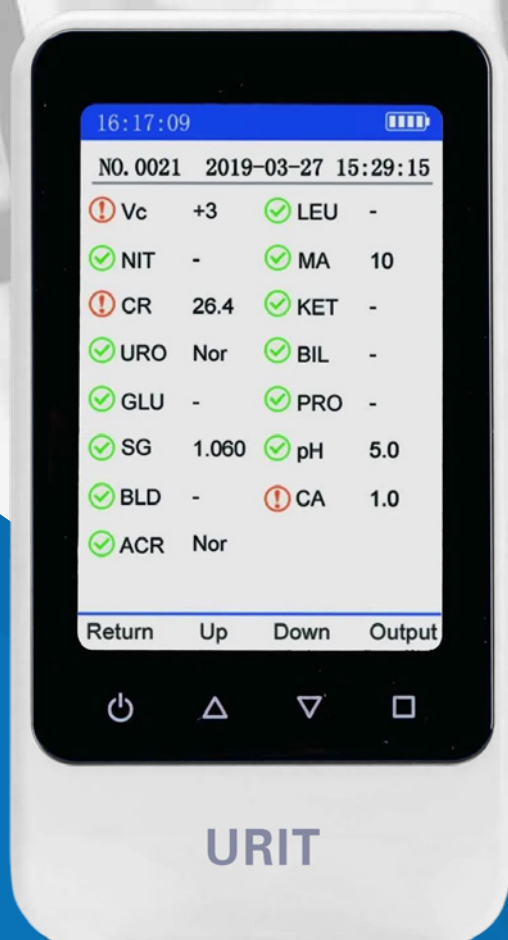 16:17:09
NO. 0021 2019-03-27 15:29:15
Vc +3 LEU -
NIT - MA 10
CR 26.4 KET -
URO Nor BIL -
GLU - PRO -
SG 1.060 pH 5.0
BLD - CA 1.0
ACR Nor
Return Up Down Output
URIT